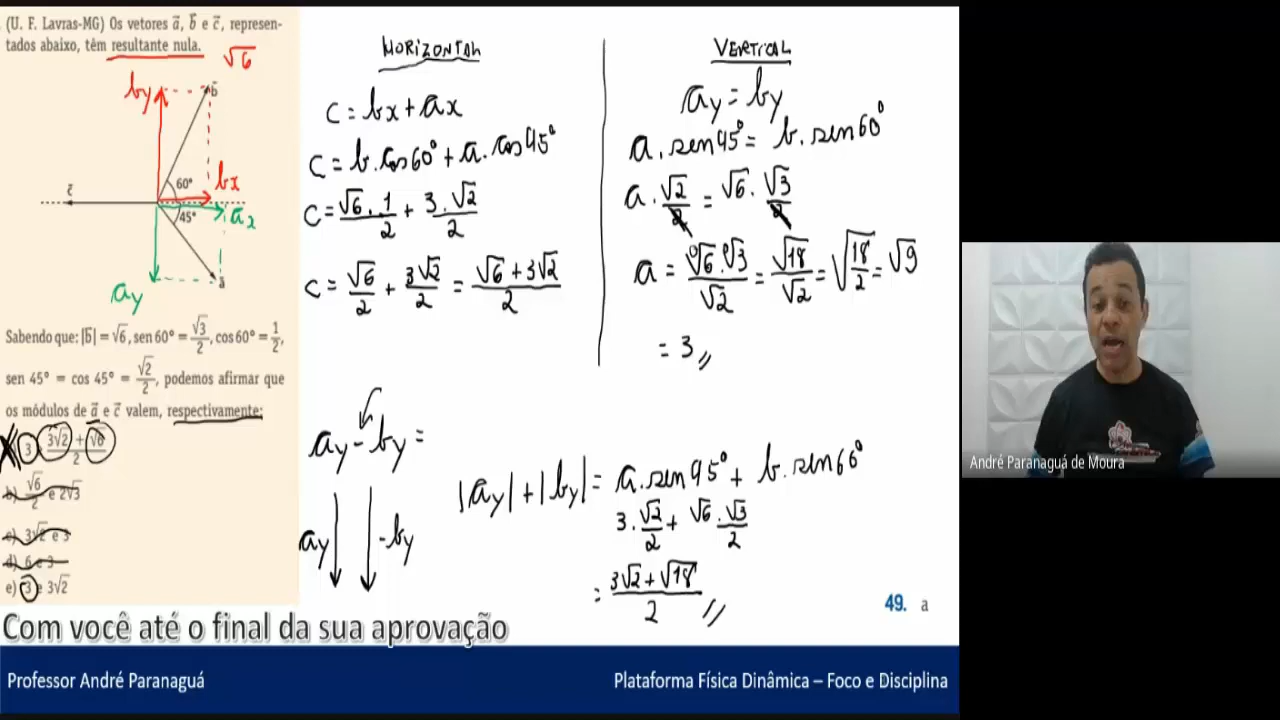 (U. F. Lavras-MG) Os vetores a⃗, b⃗ e c⃗, represen-
tados abaixo, têm resultante nula.
√6
by
b⃗
60°
bx
c⃗
45°
ay
a⃗
Sabendo que: |b⃗| = √6, sen 60° = √3/2, cos 60° = 1/2,
sen 45° = cos 45° = √2/2, podemos afirmar que
os módulos de a⃗ e c⃗ valem, respectivamente:
3 (3√2 + √6)/2
b) √6/2 e 2√3
c) 3√2 e 3
d) 6 e 3
e) 3 e 3√2
HORIZONTAL
c = bx + ax
c = b.cos60° + a.cos45°
c = √6 . 1/2 + 3.√2/2
c = √6/2 + 3√2/2 = (√6 + 3√2)/2
VERTICAL
ay = by
a.sen45° = b.sen60°
a . √2/2 = √6 . √3/2
a = √6.√3/√2 = √18/√2 = √(18/2) = √9
= 3
ay - by =
ay
-by
|ay| + |by| = a.sen45° + b.sen60°
3 . √2/2 + √6 . √3/2
= (3√2 + √18)/2
49. a
Com você até o final da sua aprovação
Professor André Paranaguá
Plataforma Física Dinâmica – Foco e Disciplina
André Paranaguá de Moura